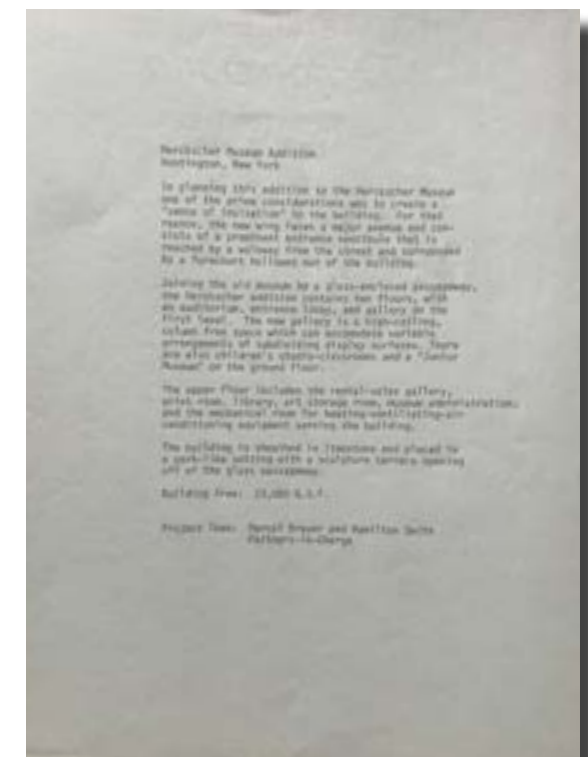 Heckscher Museum Addition
Huntington, New York
In planning this addition to the Heckscher Museum
one of the prime considerations was to create a
"sense of invitation" to the building. For that
reason, the new wing faces a major avenue and con-
sists of a prominent entrance vestibule that is
reached by a walkway from the street and surrounded
by a forecourt hollowed out of the building.
Joining the old museum by a glass-enclosed passageway,
the Heckscher addition contains two floors, with
an auditorium, entrance lobby, and gallery on the
first level. The new gallery is a high-ceiling,
column free space which can accommodate variable
arrangements of subdividing display surfaces. There
are also children's studio-classrooms and a "Junior
Museum" on the ground floor.
The upper floor includes the rental-sales gallery,
print room, library, art storage room, museum administration,
and the mechanical room for heating-ventilating-air
conditioning equipment serving the building.
The building is sheathed in limestone and placed in
a park-like setting with a sculpture terrace opening
off of the glass passageway.
Building Area: G.S.F.
Project Team: Marcel Breuer and Hamilton Smith
Partners-in-Charge